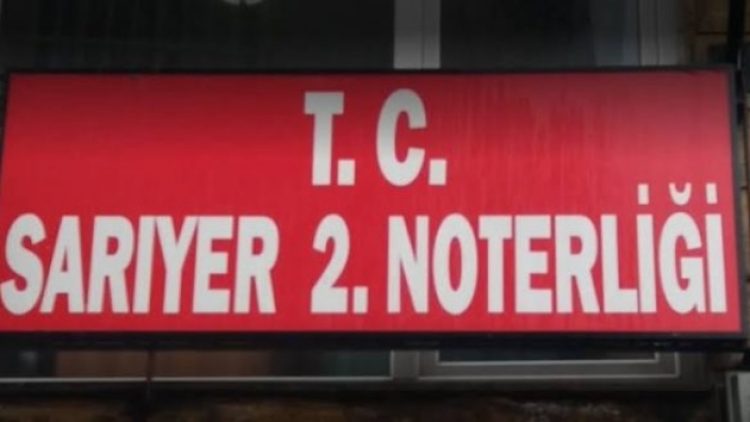 T. C.
SARIYER 2. NOTERLİĞİ